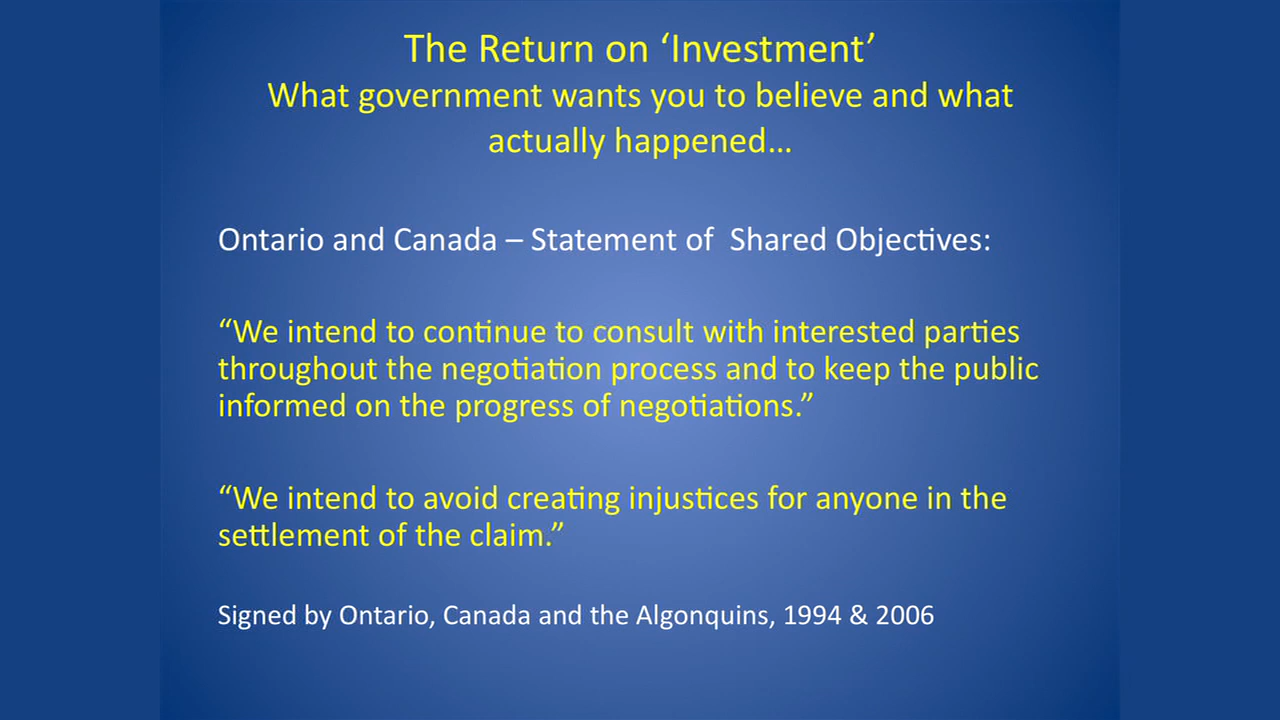 The Return on ‘Investment’
What government wants you to believe and what
actually happened…
Ontario and Canada – Statement of  Shared Objectives:
“We intend to continue to consult with interested parties
throughout the negotiation process and to keep the public
informed on the progress of negotiations.”
“We intend to avoid creating injustices for anyone in the
settlement of the claim.”
Signed by Ontario, Canada and the Algonquins, 1994 & 2006